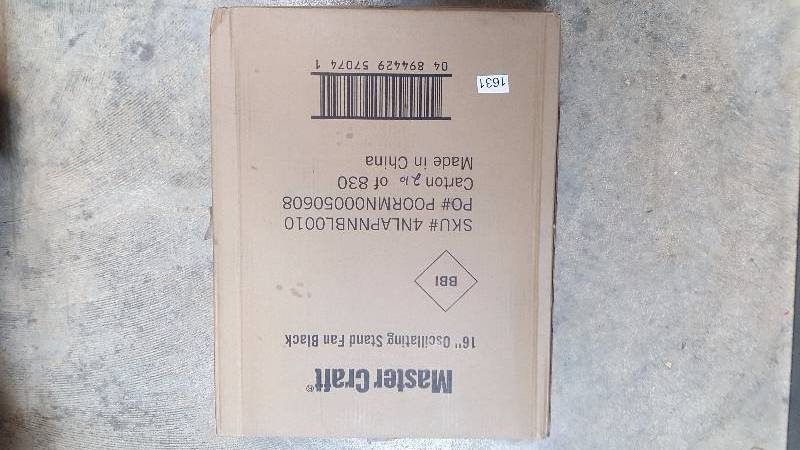 Master Craft®
16" Oscillating Stand Fan Black
BBI
SKU# 4NLAPNNBL0010
PO# POORMN00050608
Carton 210 of 830
Made in China
04 894429 57074 1
1631